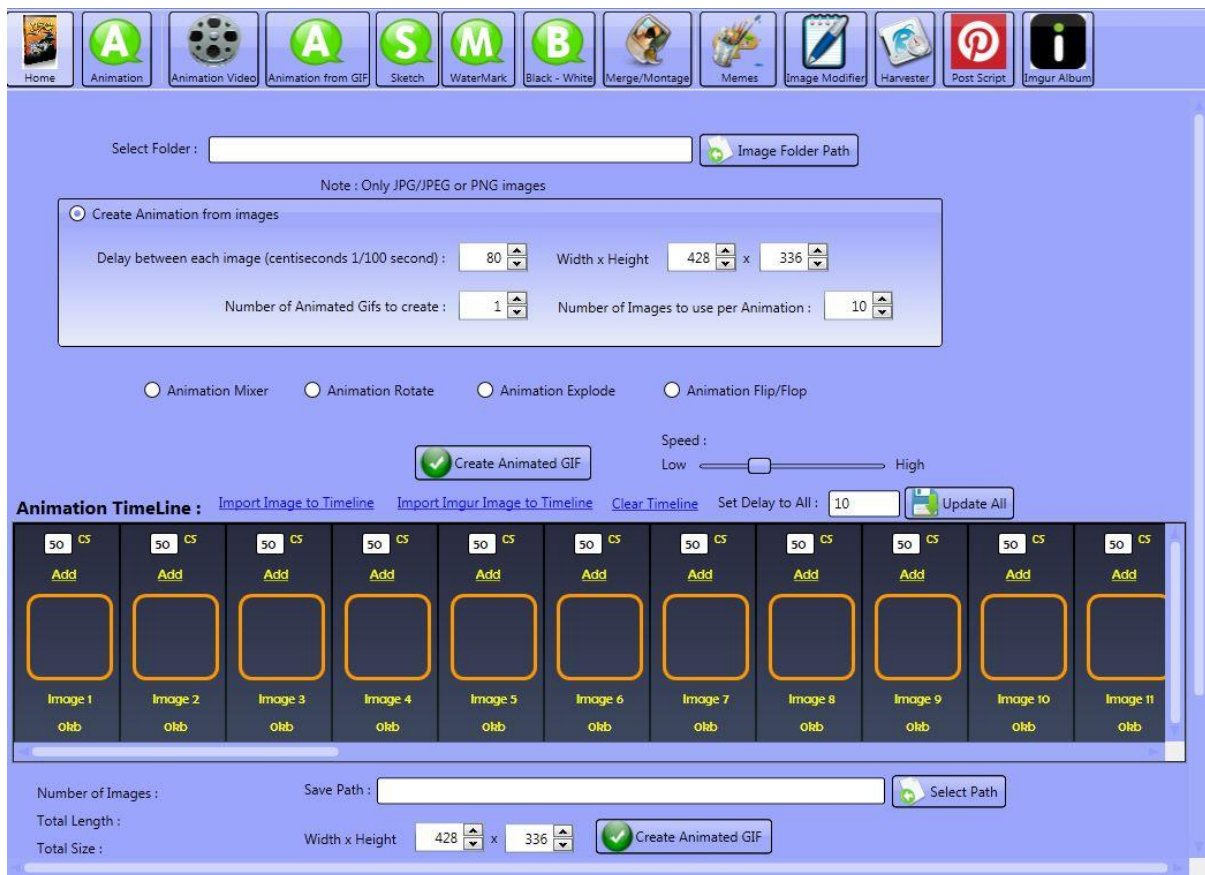 A
A
S
M
B
Home
Animation
Animation Video
Animation from GIF
Sketch
WaterMark
Black - White
Merge/Montage
Memes
Image Modifier
Harvester
Post Script
Imgur Album
Select Folder :
Image Folder Path
Note : Only JPG/JPEG or PNG images
Create Animation from images
Delay between each image (centiseconds 1/100 second) : 80 Width x Height 428 x 336
Number of Animated Gifs to create : 1 Number of Images to use per Animation : 10
Animation Mixer Animation Rotate Animation Explode Animation Flip/Flop
Speed :
Create Animated GIF Low High
Animation TimeLine : Import Image to Timeline Import Imgur Image to Timeline Clear Timeline Set Delay to All : 10 Update All
50 CS 50 CS 50 CS 50 CS 50 CS 50 CS 50 CS 50 CS 50 CS 50 CS 50 CS
Add Add Add Add Add Add Add Add Add Add Add
Image 1 Image 2 Image 3 Image 4 Image 5 Image 6 Image 7 Image 8 Image 9 Image 10 Image 11
0kb 0kb 0kb 0kb 0kb 0kb 0kb 0kb 0kb 0kb 0kb
Number of Images : Save Path : Select Path
Total Length :
Width x Height 428 x 336 Create Animated GIF
Total Size :